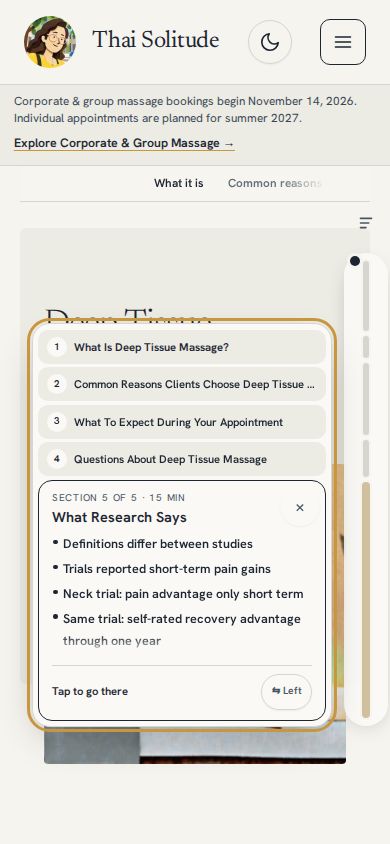 Thai Solitude
Corporate & group massage bookings begin November 14, 2026.
Individual appointments are planned for summer 2027.
Explore Corporate & Group Massage →
What it is
Common reasons
Deep Tissue
1 What Is Deep Tissue Massage?
2 Common Reasons Clients Choose Deep Tissue ...
3 What To Expect During Your Appointment
4 Questions About Deep Tissue Massage
SECTION 5 OF 5 · 15 MIN
What Research Says
• Definitions differ between studies
• Trials reported short-term pain gains
• Neck trial: pain advantage only short term
• Same trial: self-rated recovery advantage
through one year
Tap to go there
⇆ Left